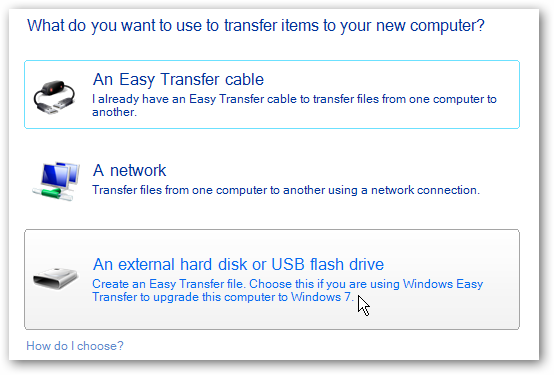 What do you want to use to transfer items to your new computer?
An Easy Transfer cable
I already have an Easy Transfer cable to transfer files from one computer to
another.
A network
Transfer files from one computer to another using a network connection.
An external hard disk or USB flash drive
Create an Easy Transfer file. Choose this if you are using Windows Easy
Transfer to upgrade this computer to Windows 7.
How do I choose?